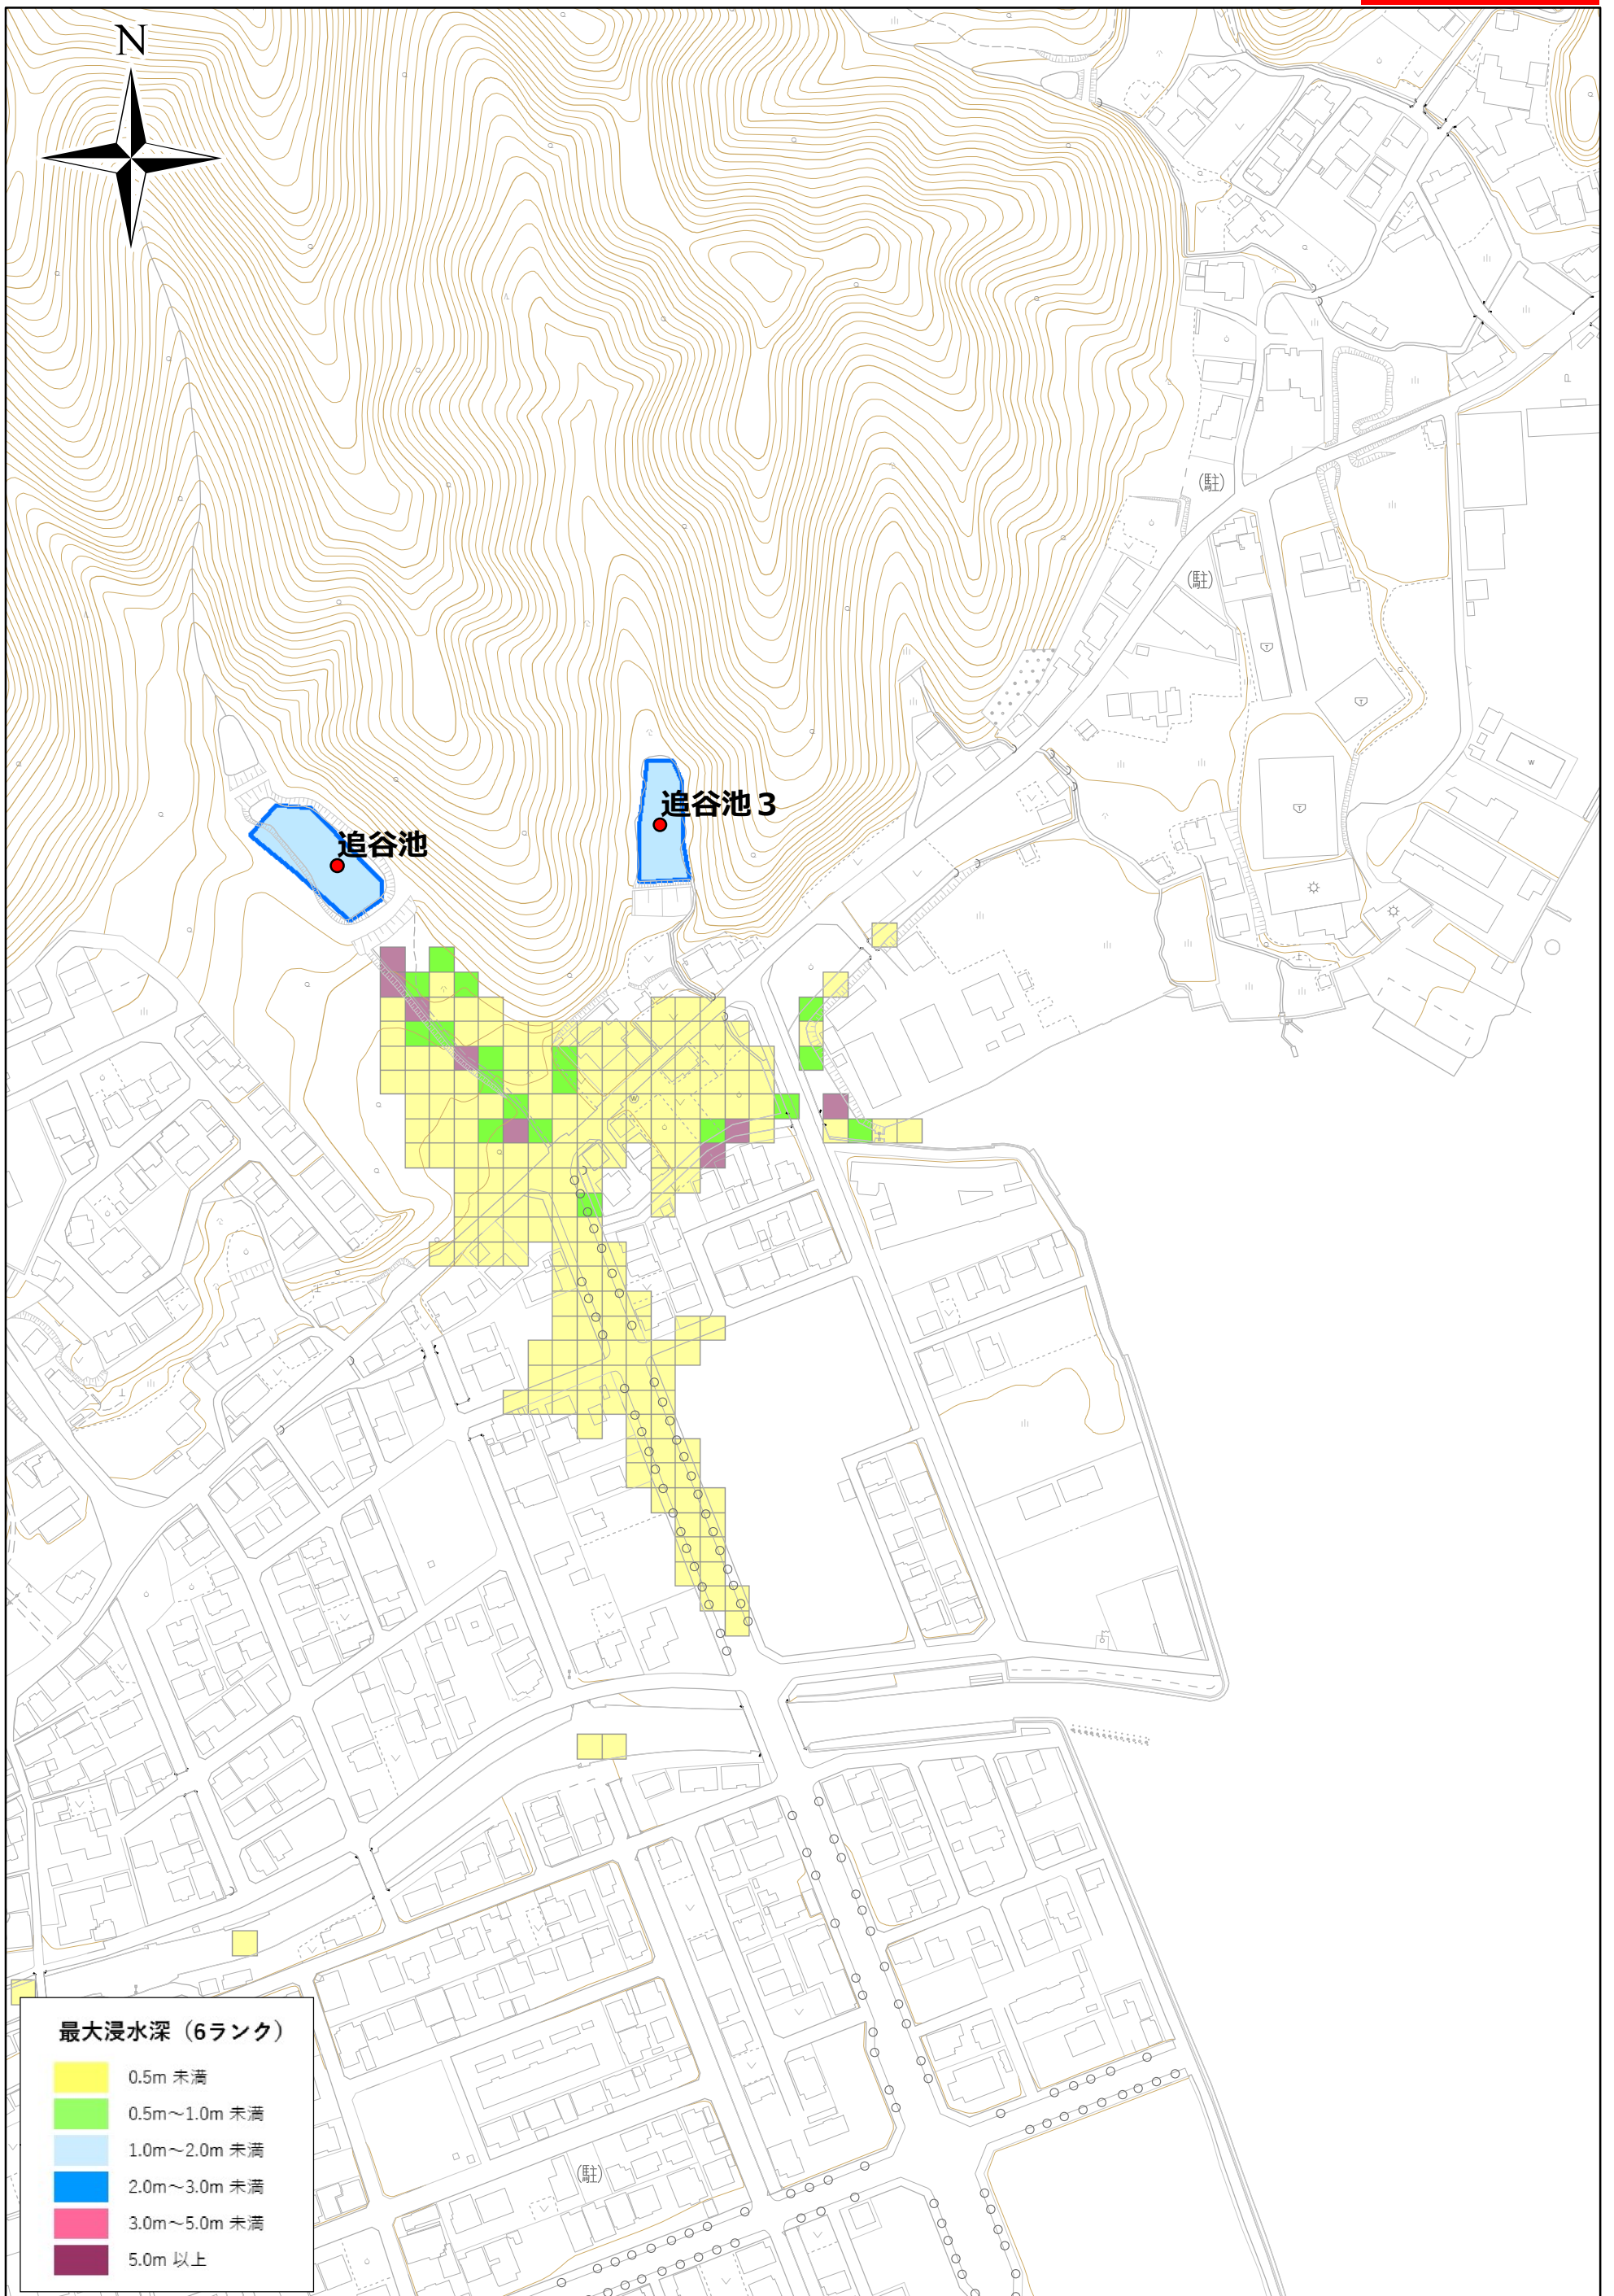 N
(駐)
(駐)
追谷池3
追谷池
最大浸水深（6ランク）
0.5m 未満
0.5m～1.0m 未満
1.0m～2.0m 未満
2.0m～3.0m 未満
3.0m～5.0m 未満
5.0m 以上
(駐)